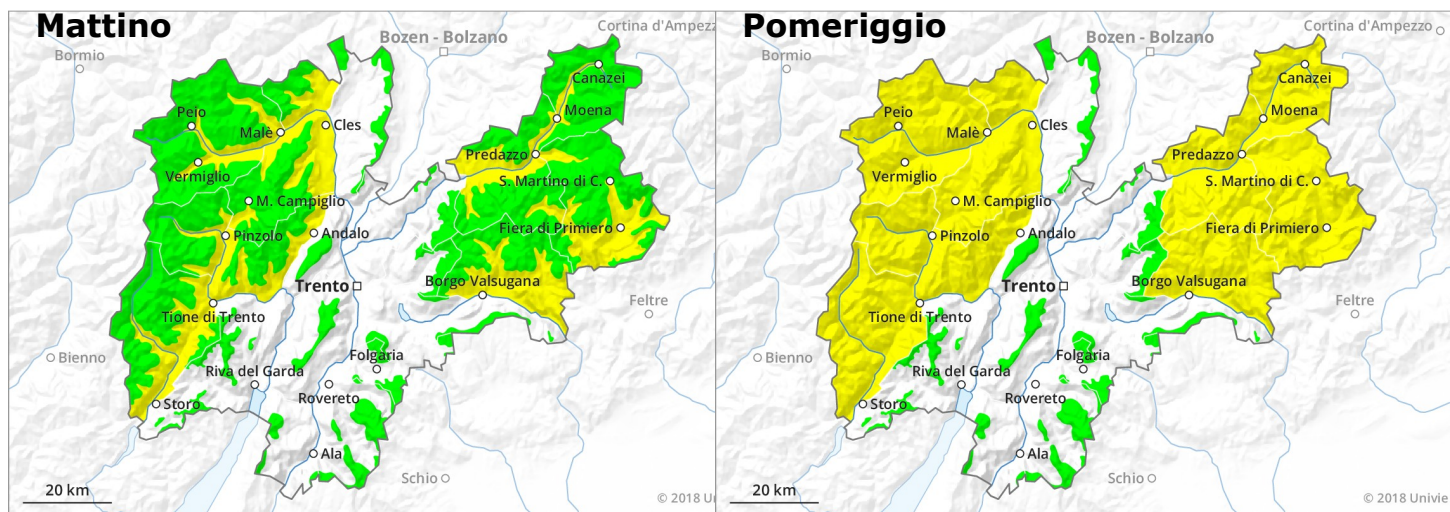 Mattino
Cortina d'Ampezz
Bozen - Bolzano
Bormio
Canazei
Peio
Moena
Malè
Cles
Predazzo
Vermiglio
S. Martino di C.
M. Campiglio
Pinzolo
Andalo
Fiera di Primiero
Trento
Borgo Valsugana
Feltre
Tione di Trento
Bienno
Folgaria
Riva del Garda
Rovereto
Storo
Ala
Schio
20 km
© 2018 Un
Pomeriggio
Cortina d'Ampezzo
Bozen - Bolzano
Bormio
Canazei
Peio
Moena
Malè
Cles
Predazzo
Vermiglio
S. Martino di C.
M. Campiglio
Pinzolo
Andalo
Fiera di Primiero
Trento
Borgo Valsugana
Feltre
Tione di Trento
Bienno
Folgaria
Riva del Garda
Rovereto
Storo
Ala
Schio
20 km
© 2018 Univie